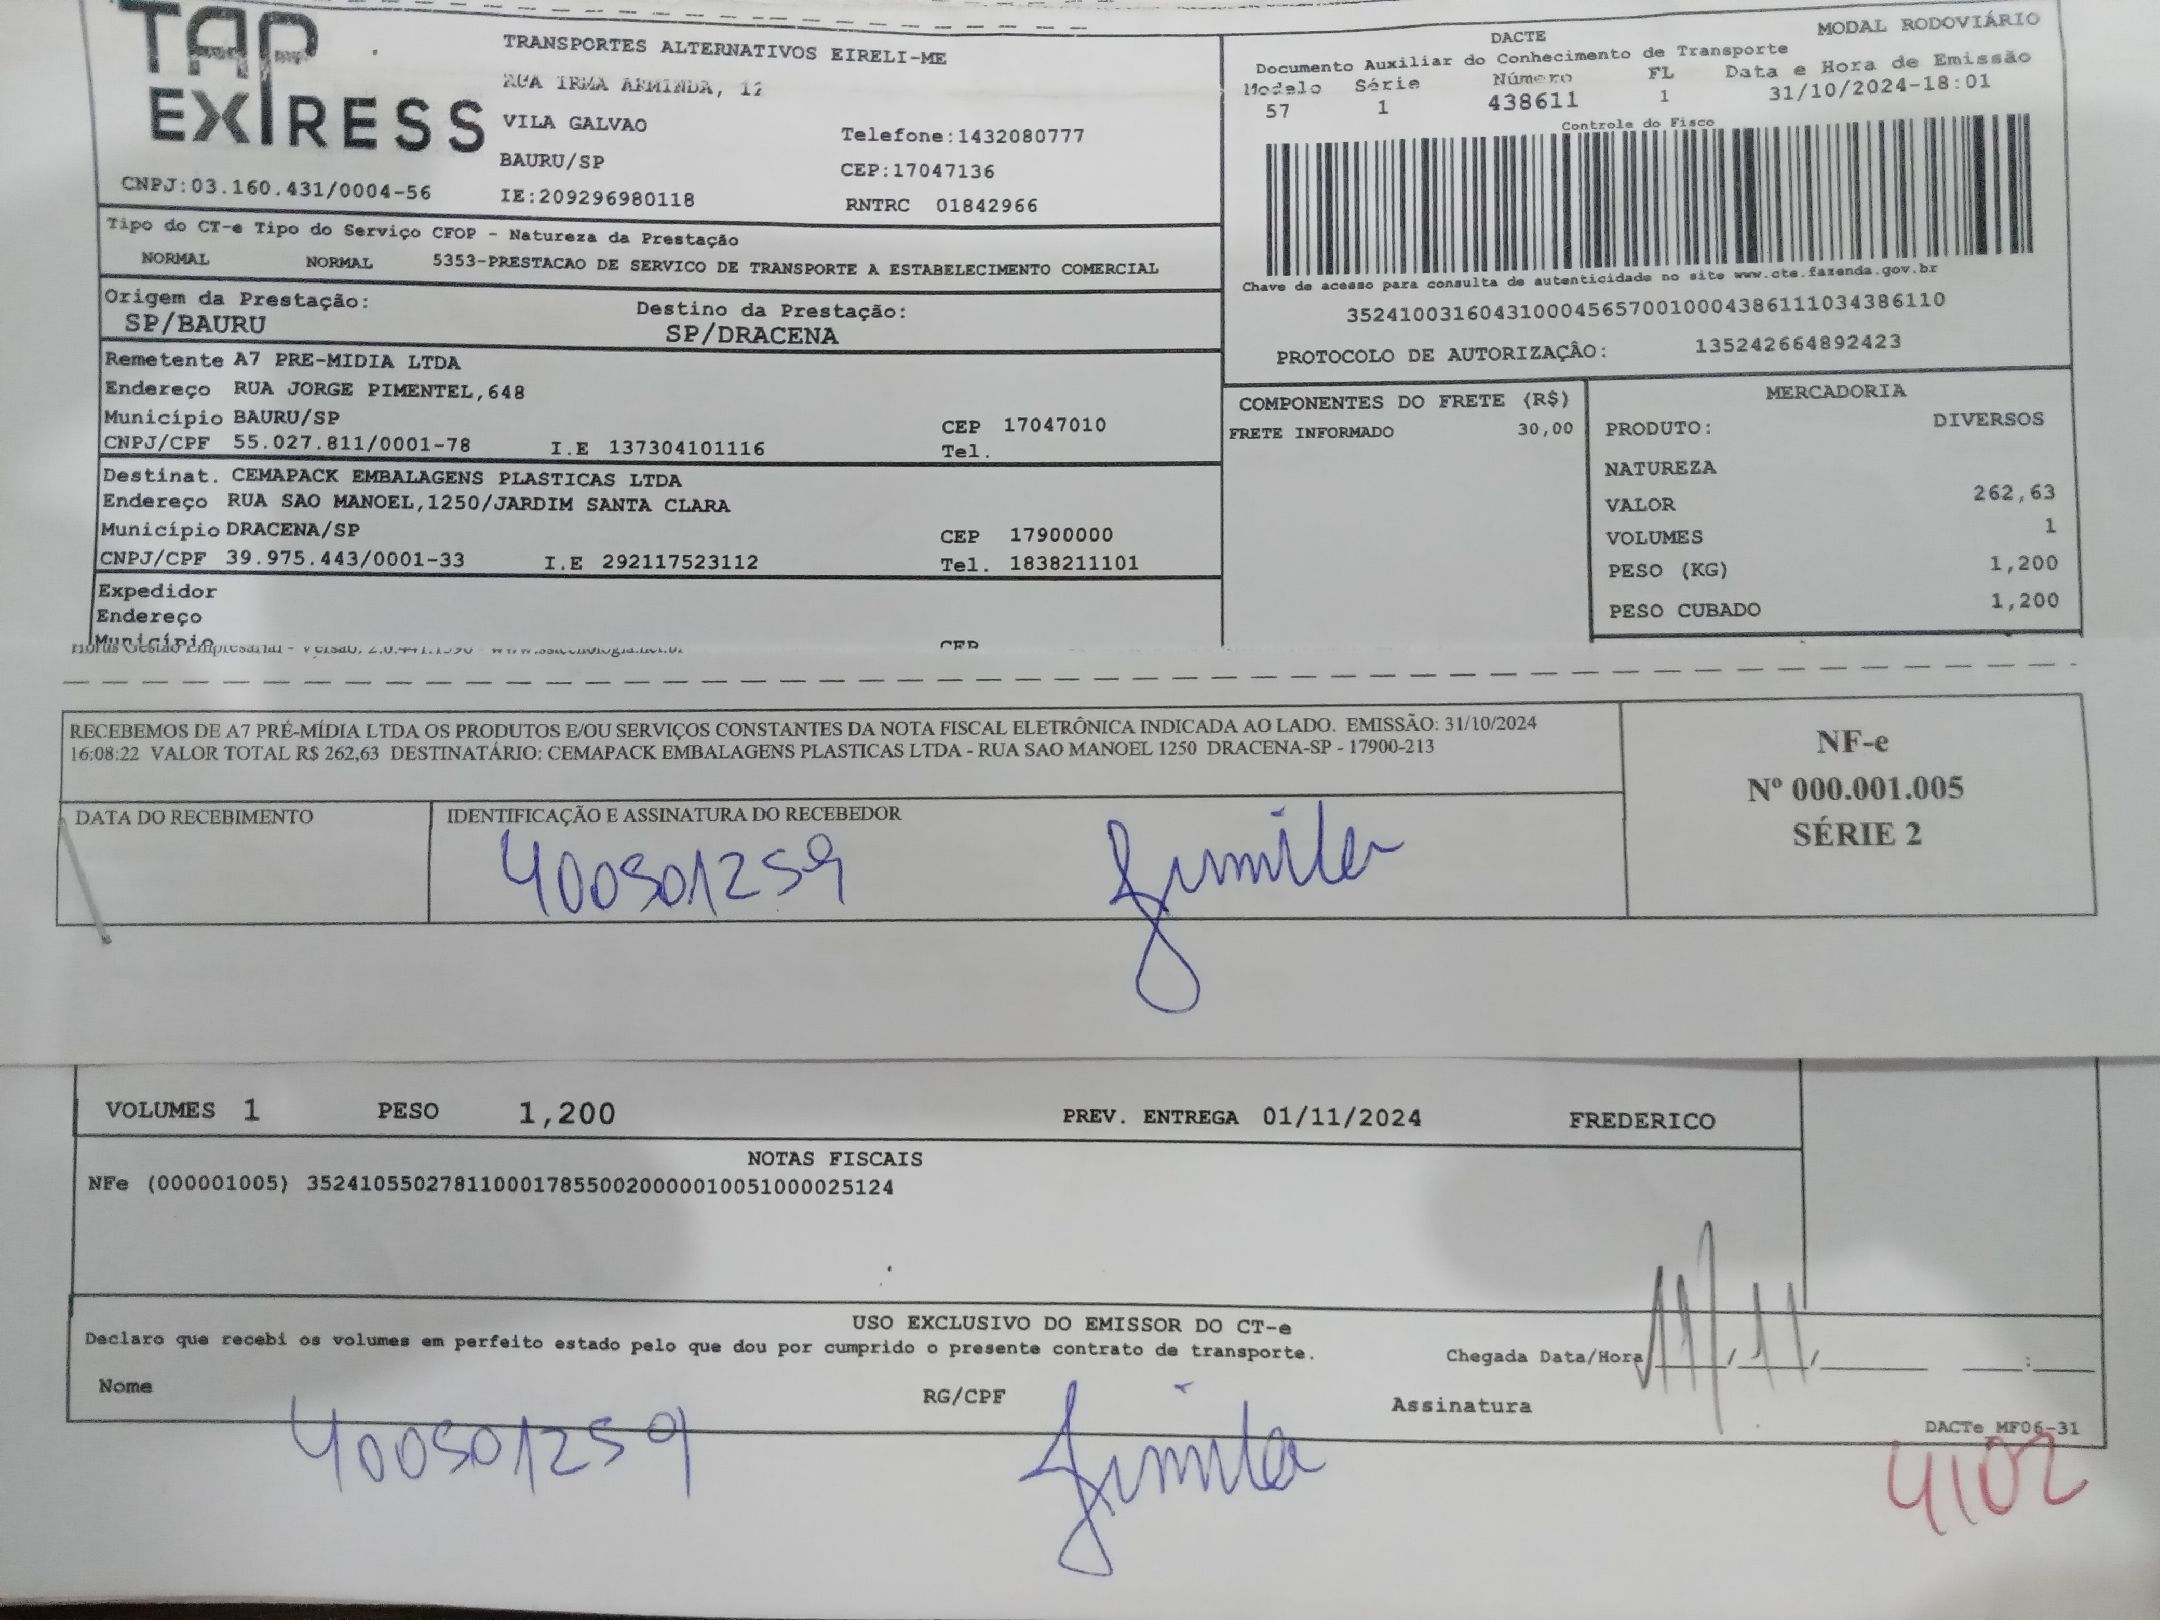 TAP EXPRESS
TRANSPORTES ALTERNATIVOS EIRELI-ME
RUA IRMA ARMINDA, 12
VILA GALVAO
Telefone:1432080777
BAURU/SP
CEP:17047136
CNPJ:03.160.431/0004-56
IE:209296980118
RNTRC 01842966
DACTE
MODAL RODOVIÁRIO
Documento Auxiliar do Conhecimento de Transporte
Modelo Série Número FL Data e Hora de Emissão
57 1 438611 1 31/10/2024-18:01
Controle do Fisco
Chave de acesso para consulta de autenticidade no site www.cte.fazenda.gov.br
35241003160431000456570010004386111034386110
PROTOCOLO DE AUTORIZAÇÃO: 135242664892423
Tipo do CT-e Tipo do Serviço CFOP - Natureza da Prestação
NORMAL NORMAL 5353-PRESTACAO DE SERVICO DE TRANSPORTE A ESTABELECIMENTO COMERCIAL
Origem da Prestação: Destino da Prestação:
SP/BAURU SP/DRACENA
Remetente A7 PRE-MIDIA LTDA
Endereço RUA JORGE PIMENTEL,648
Município BAURU/SP CEP 17047010
CNPJ/CPF 55.027.811/0001-78 I.E 137304101116 Tel.
Destinat. CEMAPACK EMBALAGENS PLASTICAS LTDA
Endereço RUA SAO MANOEL,1250/JARDIM SANTA CLARA
Município DRACENA/SP CEP 17900000
CNPJ/CPF 39.975.443/0001-33 I.E 292117523112 Tel. 1838211101
Expedidor
Endereço
Município CEP
COMPONENTES DO FRETE (R$)
FRETE INFORMADO 30,00
MERCADORIA
PRODUTO: DIVERSOS
NATUREZA
VALOR 262,63
VOLUMES 1
PESO (KG) 1,200
PESO CUBADO 1,200
RECEBEMOS DE A7 PRÉ-MÍDIA LTDA OS PRODUTOS E/OU SERVIÇOS CONSTANTES DA NOTA FISCAL ELETRÔNICA INDICADA AO LADO. EMISSÃO: 31/10/2024
16:08:22 VALOR TOTAL R$ 262,63 DESTINATÁRIO: CEMAPACK EMBALAGENS PLASTICAS LTDA - RUA SAO MANOEL 1250 DRACENA-SP - 17900-213
NF-e
Nº 000.001.005
SÉRIE 2
DATA DO RECEBIMENTO
IDENTIFICAÇÃO E ASSINATURA DO RECEBEDOR
400501259
VOLUMES 1 PESO 1,200 PREV. ENTREGA 01/11/2024 FREDERICO
NOTAS FISCAIS
NFe (000001005) 35241055027811000178550020000010051000025124
USO EXCLUSIVO DO EMISSOR DO CT-e
Declaro que recebi os volumes em perfeito estado pelo que dou por cumprido o presente contrato de transporte.
Chegada Data/Hora
Nome RG/CPF Assinatura
400501259
DACTe MF06-31
4102